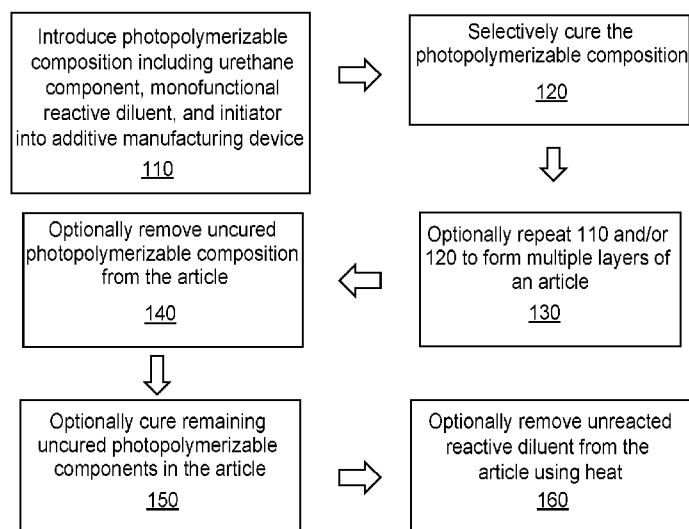 Introduce photopolymerizable
composition including urethane
component, monofunctional
reactive diluent, and initiator
into additive manufacturing device
110
Selectively cure the
photopolymerizable composition
120
Optionally repeat 110 and/or
120 to form multiple layers of
an article
130
Optionally remove uncured
photopolymerizable composition
from the article
140
Optionally cure remaining
uncured photopolymerizable
components in the article
150
Optionally remove unreacted
reactive diluent from the
article using heat
160